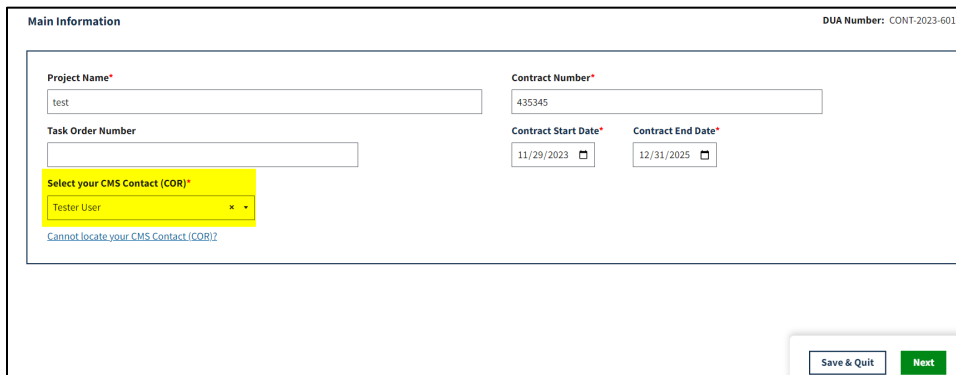 Main Information
DUA Number: CONT-2023-601
Project Name*
Contract Number*
test
435345
Task Order Number
Contract Start Date*
Contract End Date*
11/29/2023
12/31/2025
Select your CMS Contact (COR)*
Tester User
Cannot locate your CMS Contact (COR)?
Save & Quit
Next